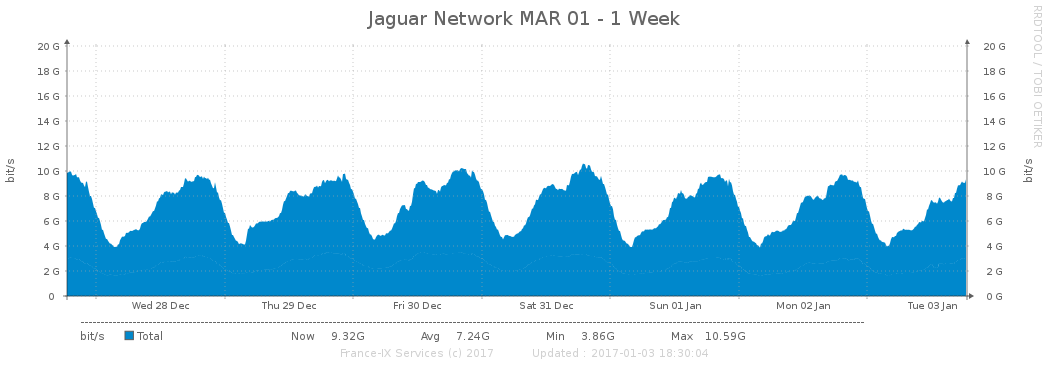 Jaguar Network MAR 01 - 1 Week
RRDTOOL / TOBI OETIKER
bit/s
20 G 20 G
18 G 18 G
16 G 16 G
14 G 14 G
12 G 12 G
10 G 10 G
8 G 8 G
6 G 6 G
4 G 4 G
2 G 2 G
0 0 G
bit/s
Wed 28 Dec Thu 29 Dec Fri 30 Dec Sat 31 Dec Sun 01 Jan Mon 02 Jan Tue 03 Jan
bit/s Total Now 9.32G Avg 7.24G Min 3.86G Max 10.59G
France-IX Services (c) 2017 Updated : 2017-01-03 18:30:04